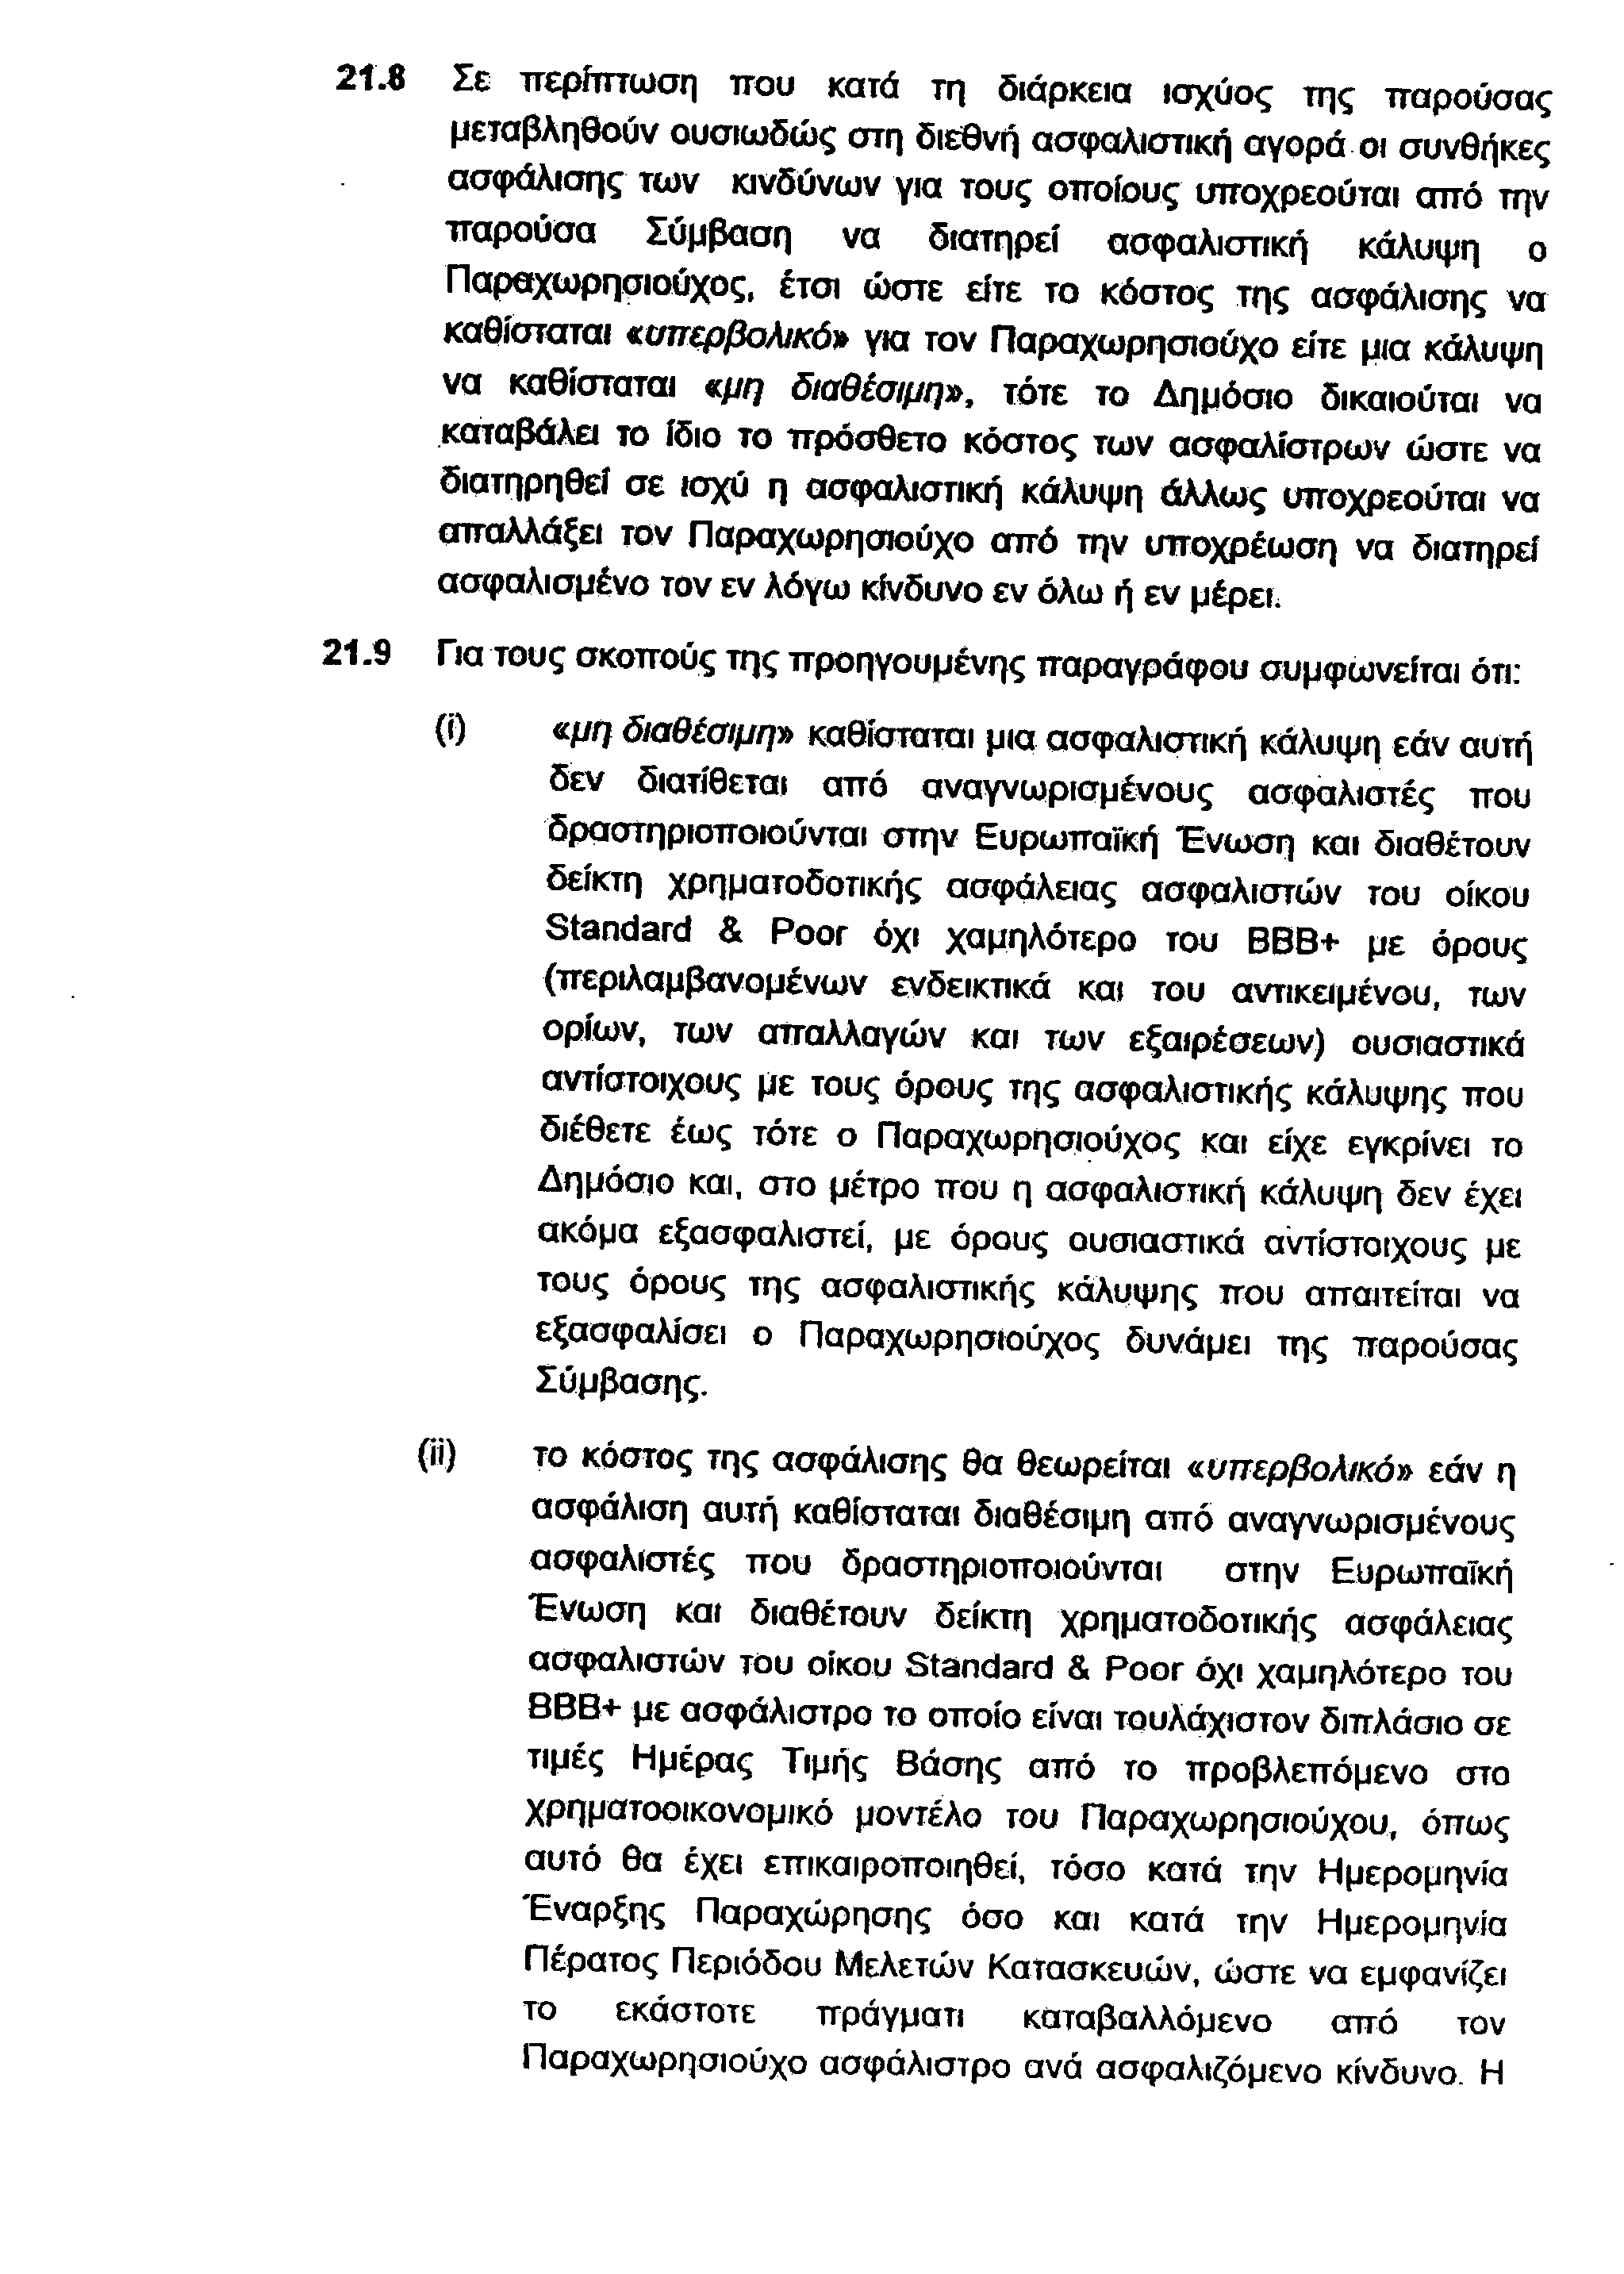 21.8 Σε περίπτωση που κατά τη διάρκεια ισχύος της παρούσας
μεταβληθούν ουσιωδώς στη διεθνή ασφαλιστική αγορά οι συνθήκες
ασφάλισης των κινδύνων για τους οποίους υποχρεούται από την
παρούσα Σύμβαση να διατηρεί ασφαλιστική κάλυψη ο
Παραχωρησιούχος, έτσι ώστε είτε το κόστος της ασφάλισης να
καθίσταται «υπερβολικό» για τον Παραχωρησιούχο είτε μια κάλυψη
να καθίσταται «μη διαθέσιμη», τότε το Δημόσιο δικαιούται να
καταβάλει το ίδιο το πρόσθετο κόστος των ασφαλίστρων ώστε να
διατηρηθεί σε ισχύ η ασφαλιστική κάλυψη άλλως υποχρεούται να
απαλλάξει τον Παραχωρησιούχο από την υποχρέωση να διατηρεί
ασφαλισμένο τον εν λόγω κίνδυνο εν όλω ή εν μέρει.
21.9 Για τους σκοπούς της προηγουμένης παραγράφου συμφωνείται ότι:
(i) «μη διαθέσιμη» καθίσταται μια ασφαλιστική κάλυψη εάν αυτή
δεν διατίθεται από αναγνωρισμένους ασφαλιστές που
δραστηριοποιούνται στην Ευρωπαϊκή Ένωση και διαθέτουν
δείκτη χρηματοδοτικής ασφάλειας ασφαλιστών του οίκου
Standard & Poor όχι χαμηλότερο του BBB+ με όρους
(περιλαμβανομένων ενδεικτικά και του αντικειμένου, των
ορίων, των απαλλαγών και των εξαιρέσεων) ουσιαστικά
αντίστοιχους με τους όρους της ασφαλιστικής κάλυψης που
διέθετε έως τότε ο Παραχωρησιούχος και είχε εγκρίνει το
Δημόσιο και, στο μέτρο που η ασφαλιστική κάλυψη δεν έχει
ακόμα εξασφαλιστεί, με όρους ουσιαστικά αντίστοιχους με
τους όρους της ασφαλιστικής κάλυψης που απαιτείται να
εξασφαλίσει ο Παραχωρησιούχος δυνάμει της παρούσας
Σύμβασης.
(ii) το κόστος της ασφάλισης θα θεωρείται «υπερβολικό» εάν η
ασφάλιση αυτή καθίσταται διαθέσιμη από αναγνωρισμένους
ασφαλιστές που δραστηριοποιούνται στην Ευρωπαϊκή
Ένωση και διαθέτουν δείκτη χρηματοδοτικής ασφάλειας
ασφαλιστών του οίκου Standard & Poor όχι χαμηλότερο του
BBB+ με ασφάλιστρο το οποίο είναι τουλάχιστον διπλάσιο σε
τιμές Ημέρας Τιμής Βάσης από το προβλεπόμενο στο
χρηματοοικονομικό μοντέλο του Παραχωρησιούχου, όπως
αυτό θα έχει επικαιροποιηθεί, τόσο κατά την Ημερομηνία
Έναρξης Παραχώρησης όσο και κατά την Ημερομηνία
Πέρατος Περιόδου Μελετών Κατασκευών, ώστε να εμφανίζει
το εκάστοτε πράγματι καταβαλλόμενο από τον
Παραχωρησιούχο ασφάλιστρο ανά ασφαλιζόμενο κίνδυνο. Η